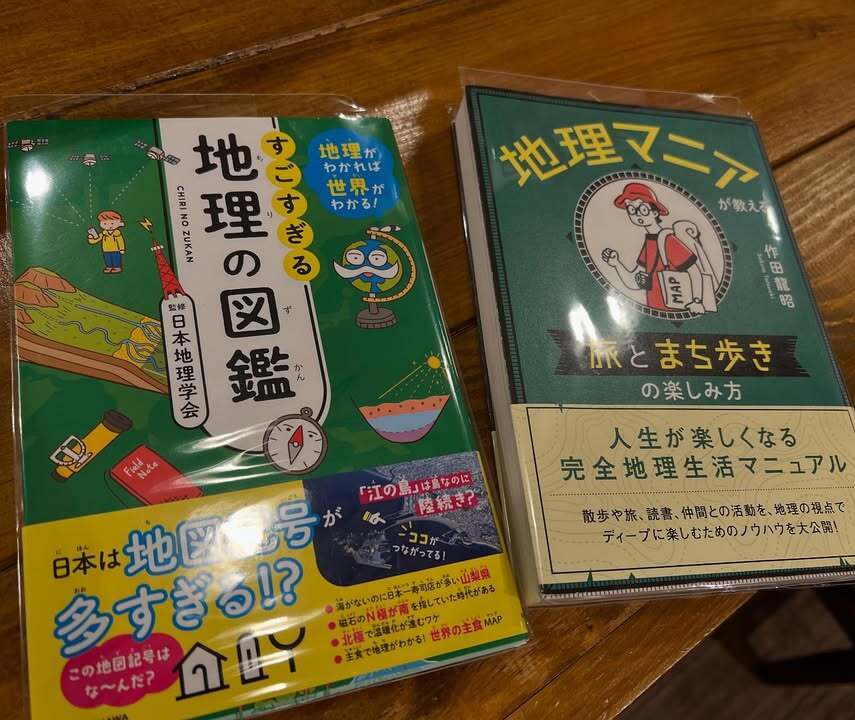 すごすぎる
地理の図鑑
ちりのずかん
CHIRI NO ZUKAN
監修 日本地理学会
地理が
わかれば
世界が
わかる!
Field
Note
日本は地図記号が
多すぎる!?
この地図記号は
な〜んだ?
「江の島」は島なのに
陸続き?
ココが
つながってる!
●海がないのに日本一寿司店が多い山梨県
●磁石のN極が南を指していた時代がある
●北極で温暖化が進むワケ
●主食で地理がわかる!世界の主食MAP
地理マニア
が教える
作田龍昭
MAP
旅とまち歩き
の楽しみ方
人生が楽しくなる
完全地理生活マニュアル
散歩や旅、読書、仲間との活動を、地理の視点で
ディープに楽しむためのノウハウを大公開!